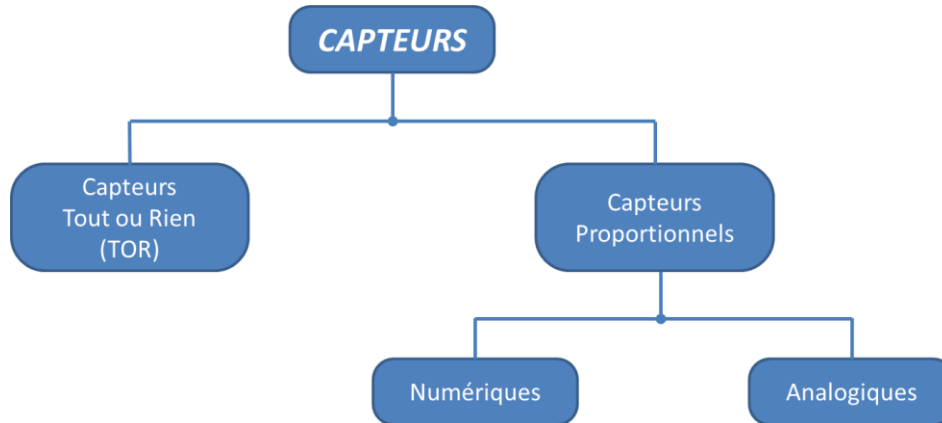 CAPTEURS
Capteurs
Tout ou Rien
(TOR)
Capteurs
Proportionnels
Numériques
Analogiques